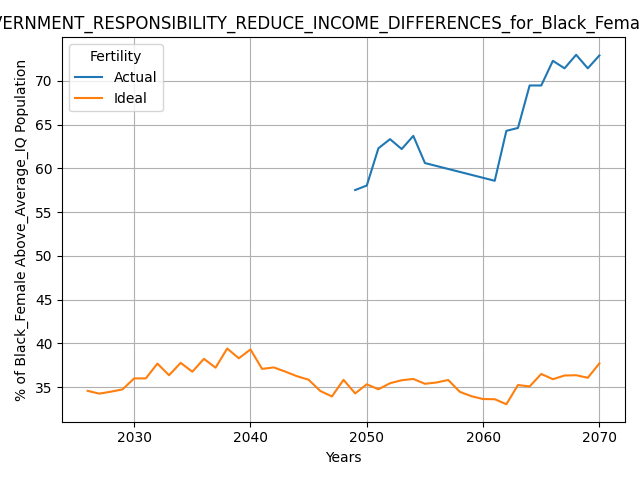 VERNMENT_RESPONSIBILITY_REDUCE_INCOME_DIFFERENCES_for_Black_Fema
Fertility
Actual
Ideal
% of Black_Female Above_Average_IQ Population
70
65
60
55
50
45
40
35
2030
2040
2050
2060
2070
Years